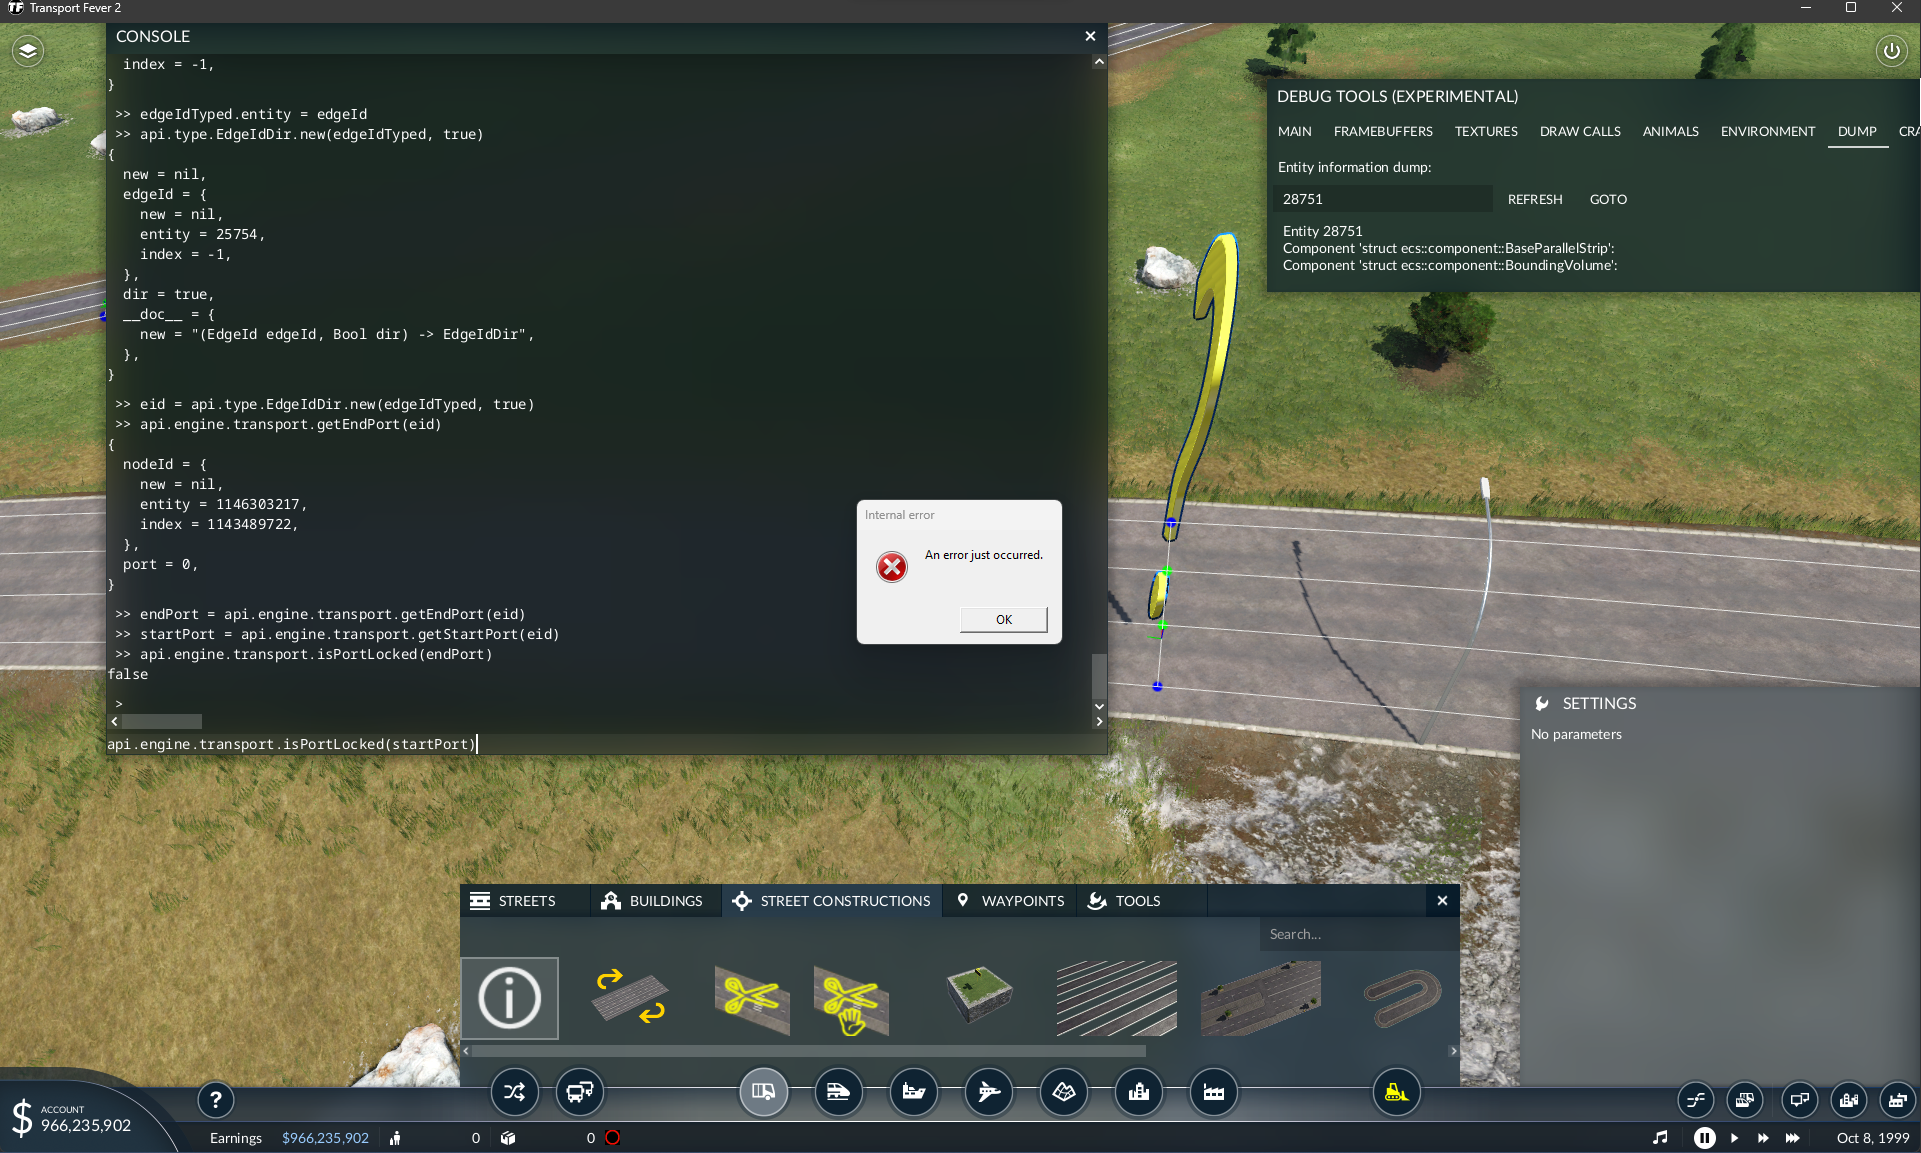 Transport Fever 2
CONSOLE
index = -1,
}
>> edgeIdTyped.entity = edgeId
>> api.type.EdgeIdDir.new(edgeIdTyped, true)
{
new = nil,
edgeId = {
new = nil,
entity = 25754,
index = -1,
},
dir = true,
__doc__ = {
new = "(EdgeId edgeId, Bool dir) -> EdgeIdDir",
},
}
>> eid = api.type.EdgeIdDir.new(edgeIdTyped, true)
>> api.engine.transport.getEndPort(eid)
{
nodeId = {
new = nil,
entity = 1146303217,
index = 1143489722,
},
port = 0,
}
>> endPort = api.engine.transport.getEndPort(eid)
>> startPort = api.engine.transport.getStartPort(eid)
>> api.engine.transport.isPortLocked(endPort)
false
>
api.engine.transport.isPortLocked(startPort)
DEBUG TOOLS (EXPERIMENTAL)
MAIN FRAMEBUFFERS TEXTURES DRAW CALLS ANIMALS ENVIRONMENT DUMP CRA
Entity information dump:
28751 REFRESH GOTO
Entity 28751
Component 'struct ecs::component::BaseParallelStrip':
Component 'struct ecs::component::BoundingVolume':
Internal error
An error just occurred.
OK
SETTINGS
No parameters
STREETS BUILDINGS STREET CONSTRUCTIONS WAYPOINTS TOOLS
Search...
?
$ ACCOUNT
966,235,902
Earnings $966,235,902 0 0 Oct 8, 1999